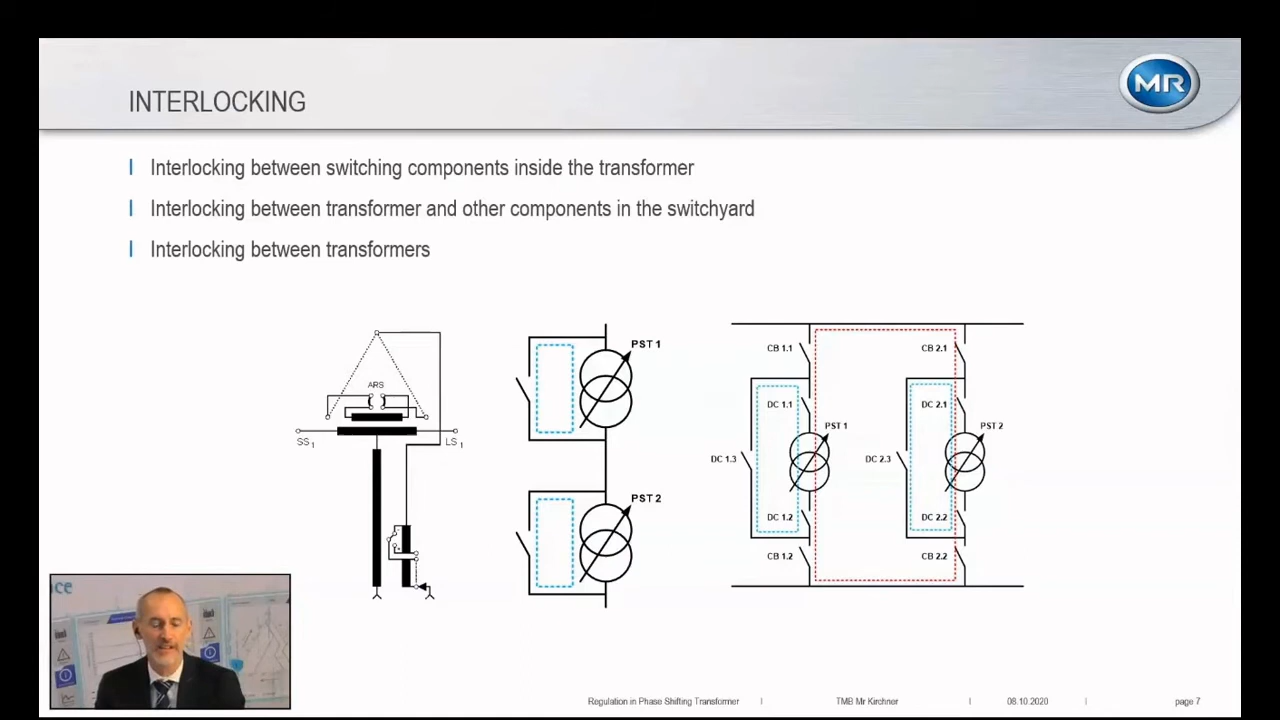 INTERLOCKING
MR
Interlocking between switching components inside the transformer
Interlocking between transformer and other components in the switchyard
Interlocking between transformers
ARS
SS1
LS1
PST 1
PST 2
CB 1.1
CB 2.1
DC 1.1
DC 2.1
PST 1
PST 2
DC 1.3
DC 2.3
DC 1.2
DC 2.2
CB 1.2
CB 2.2
ce
Regulation in Phase Shifting Transformer
TMB Mr Kirchner
08.10.2020
page 7